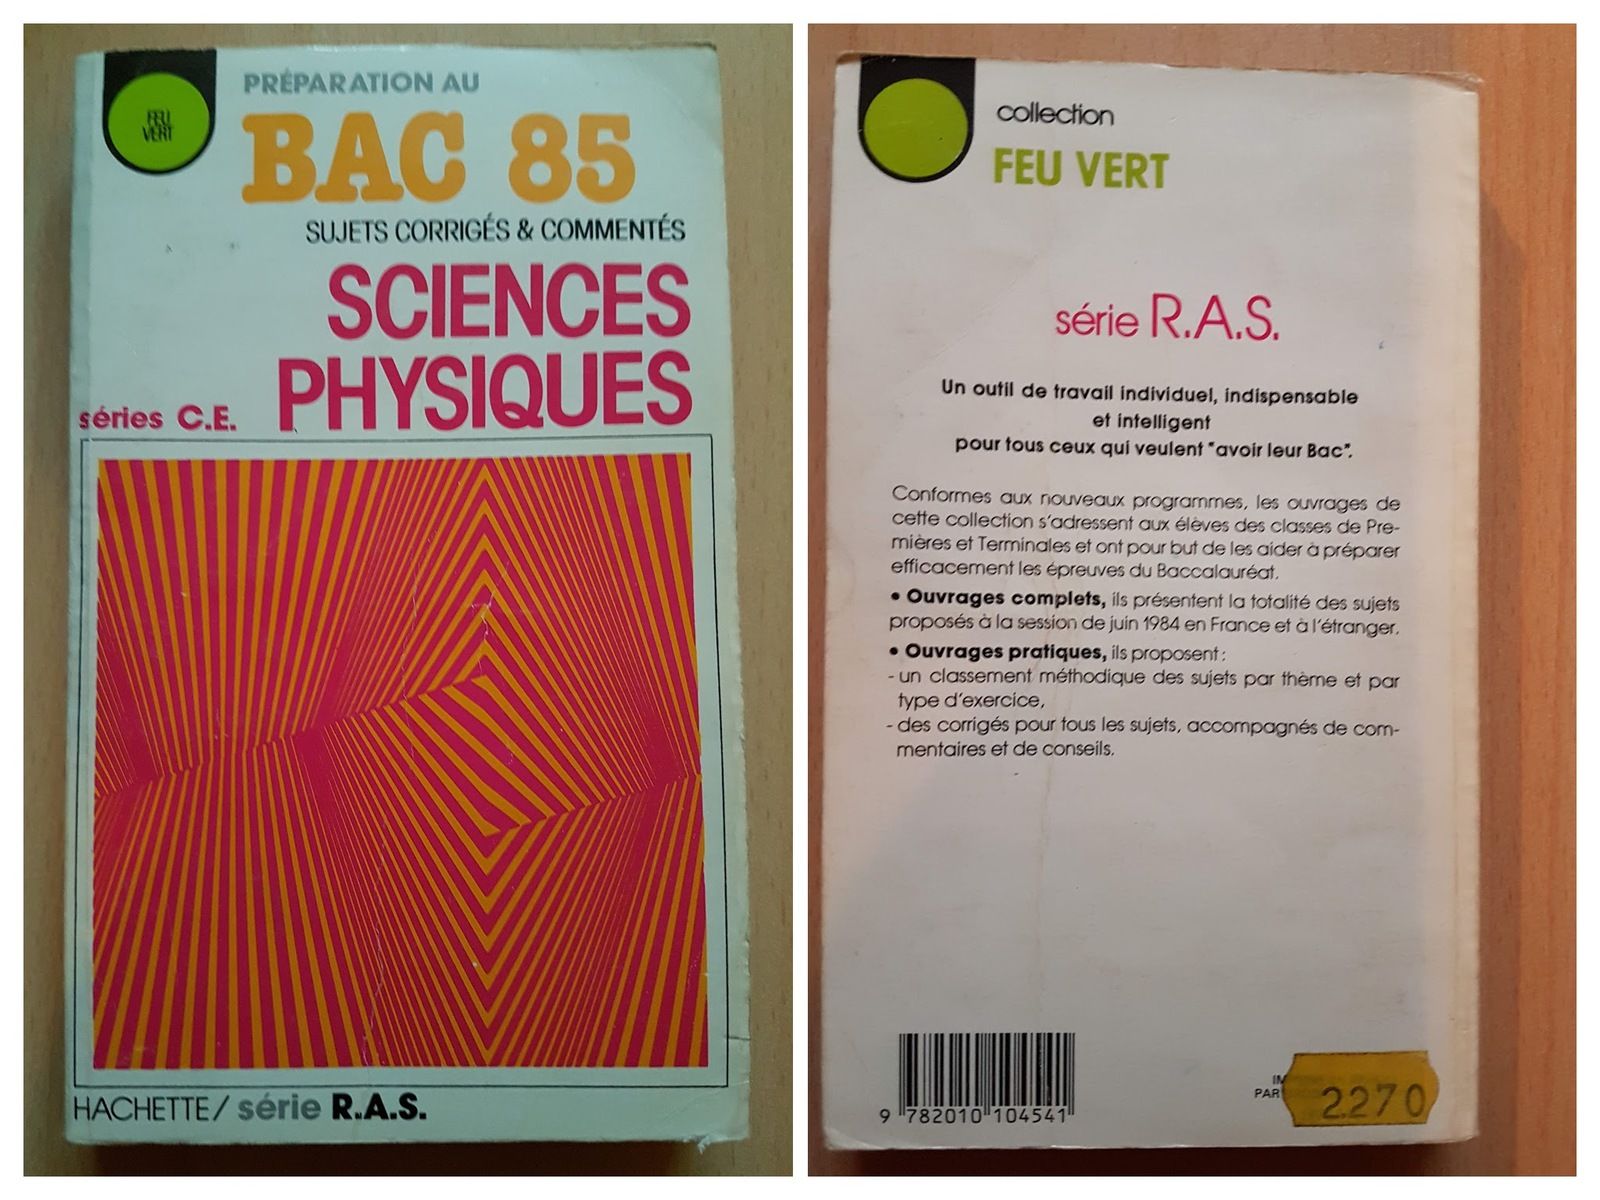 FEU
VERT
PRÉPARATION AU
BAC 85
SUJETS CORRIGÉS & COMMENTÉS
SCIENCES
PHYSIQUES
séries C.E.
HACHETTE / série R.A.S.
collection
FEU VERT
série R.A.S.
Un outil de travail individuel, indispensable
et intelligent
pour tous ceux qui veulent "avoir leur Bac".
Conformes aux nouveaux programmes, les ouvrages de
cette collection s'adressent aux élèves des classes de Pre-
mières et Terminales et ont pour but de les aider à préparer
efficacement les épreuves du Baccalauréat.
• Ouvrages complets, ils présentent la totalité des sujets
proposés à la session de juin 1984 en France et à l'étranger.
• Ouvrages pratiques, ils proposent :
- un classement méthodique des sujets par thème et par
type d'exercice,
- des corrigés pour tous les sujets, accompagnés de com-
mentaires et de conseils.
9 782010 104541
PAR
2270